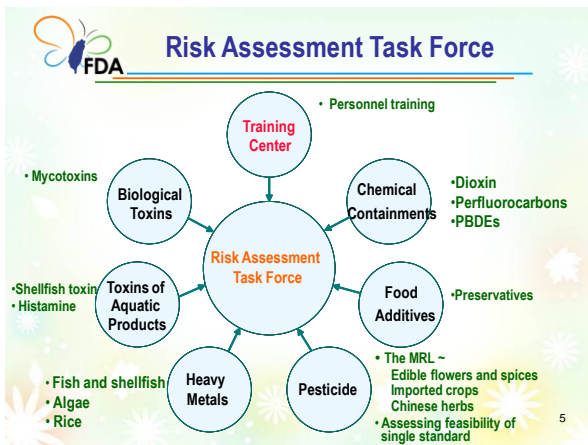 FDA
Risk Assessment Task Force
• Personnel training
Training
Center
• Mycotoxins
Biological
Toxins
Chemical
Containments
•Dioxin
•Perfluorocarbons
•PBDEs
Risk Assessment
Task Force
•Shellfish toxin
• Histamine
Toxins of
Aquatic
Products
Food
Additives
•Preservatives
• Fish and shellfish
• Algae
• Rice
Heavy
Metals
Pesticide
• The MRL ~
Edible flowers and spices
Imported crops
Chinese herbs
• Assessing feasibility of
single standard
5